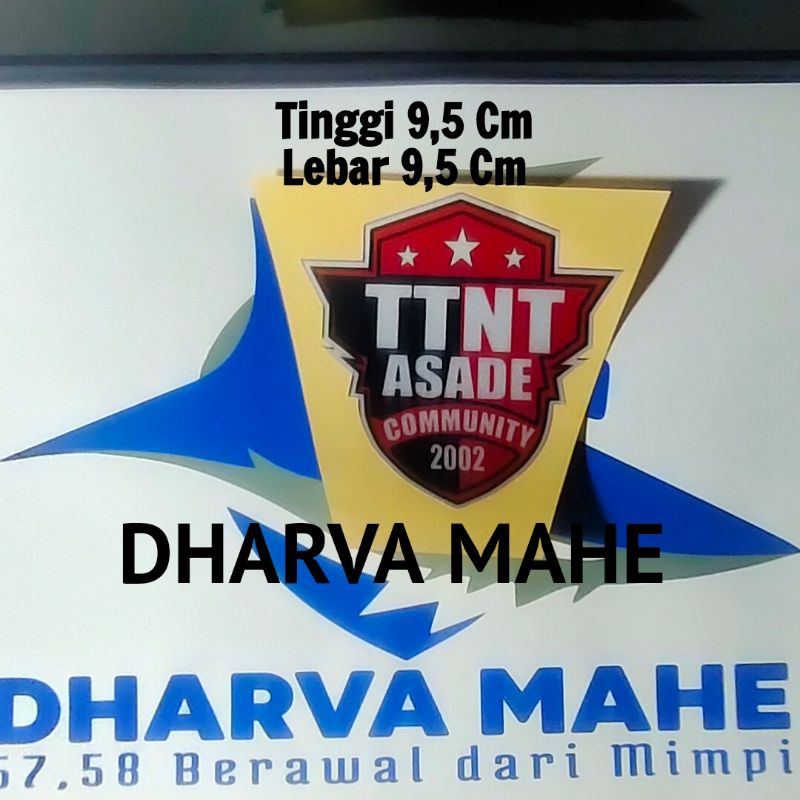 Tinggi 9,5 Cm
Lebar 9,5 Cm
TTNT
ASADE
COMMUNITY
2002
DHARVA MAHE
DHARVA MAHE
57,58 Berawal dari Mimpi